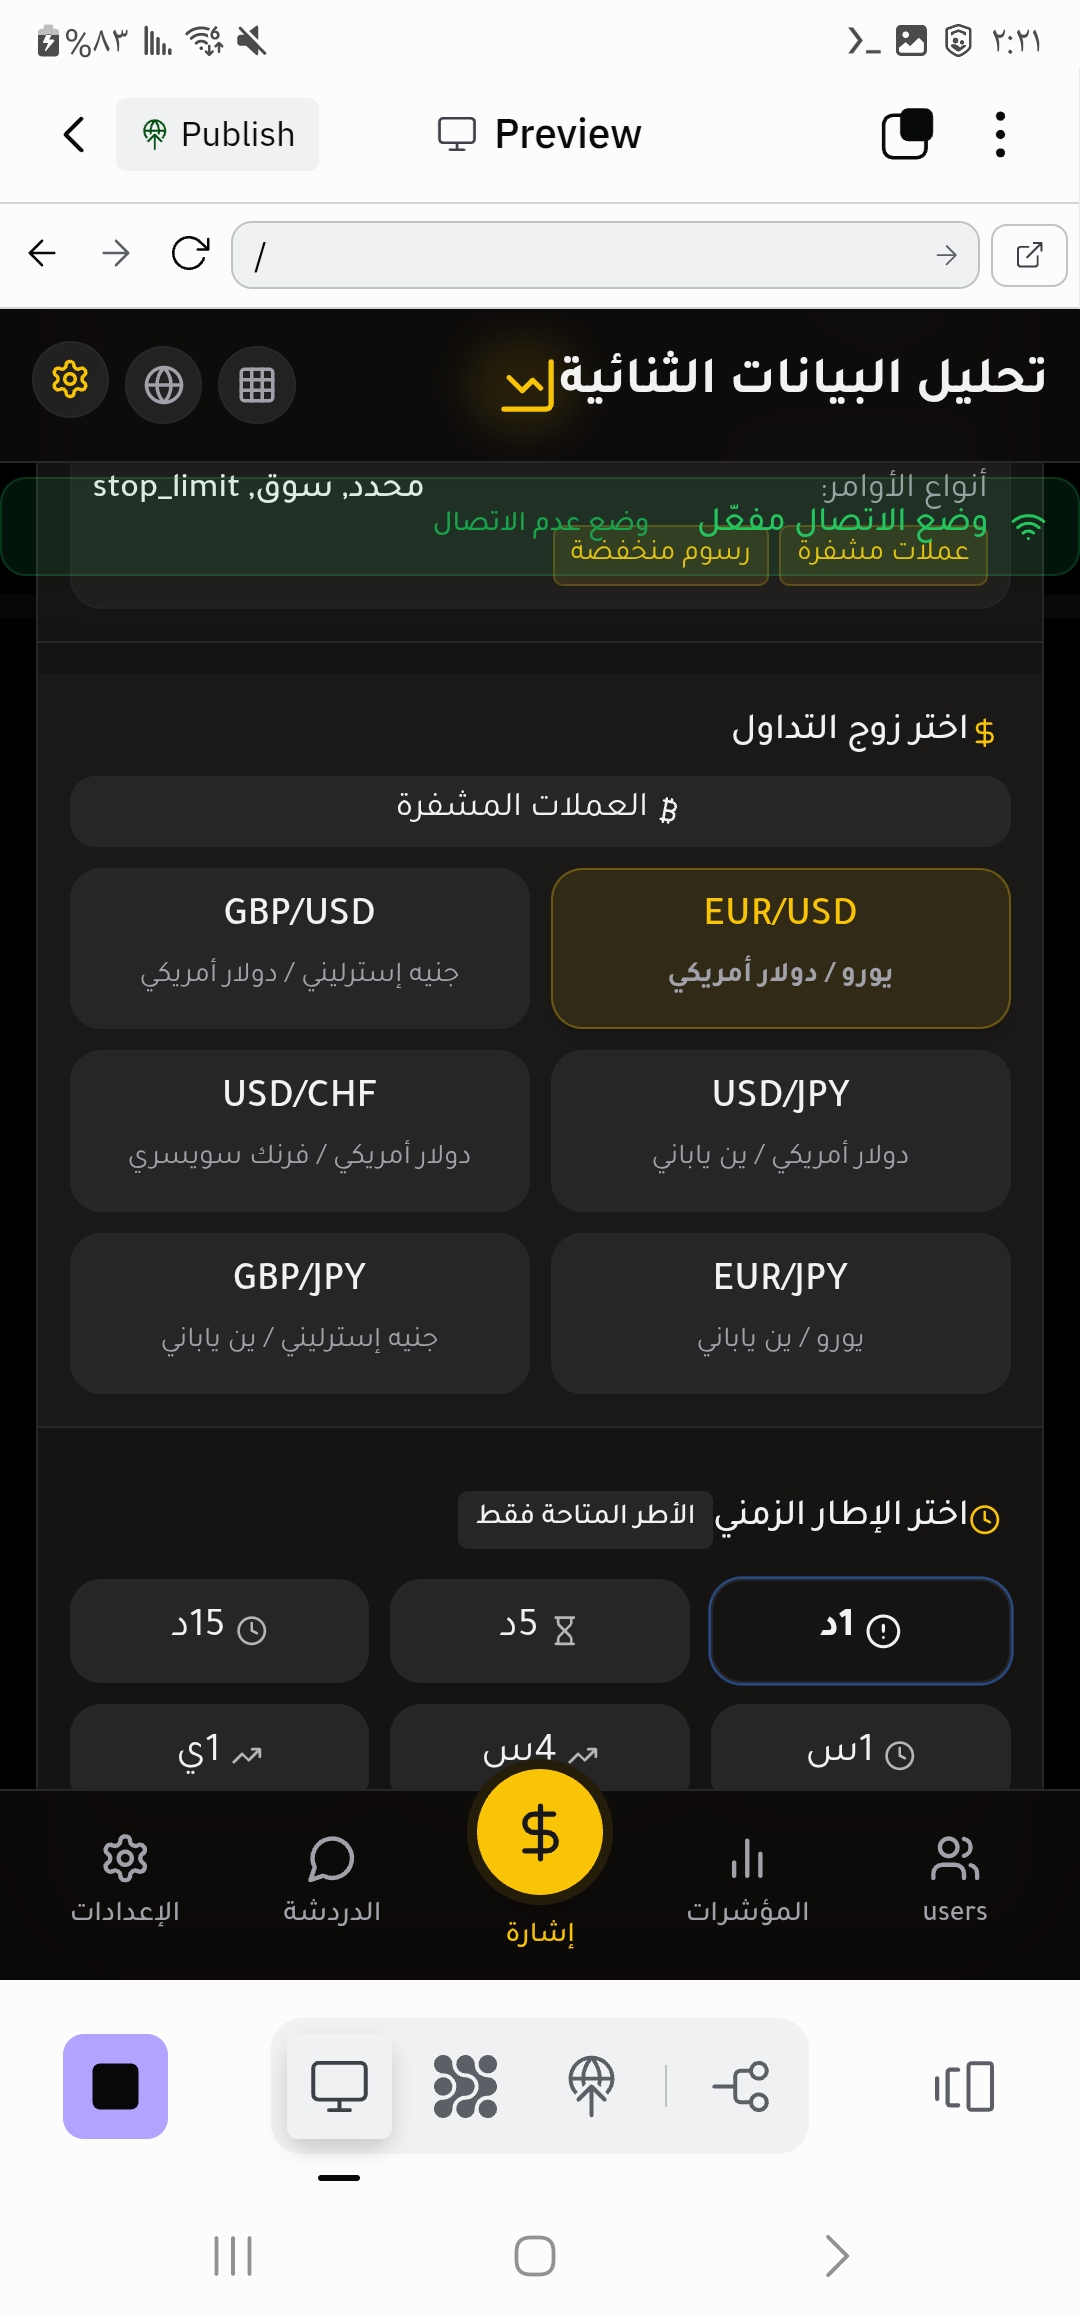 ٢:٢١
%٨٣
6
Publish
Preview
/
تحليل البيانات الثنائية
أنواع الأوامر:
محدد, سوق, stop_limit
وضع الاتصال مفعّل
وضع عدم الاتصال
عملات مشفرة
رسوم منخفضة
اختر زوج التداول
العملات المشفرة
EUR/USD
يورو / دولار أمريكي
GBP/USD
جنيه إسترليني / دولار أمريكي
USD/JPY
دولار أمريكي / ين ياباني
USD/CHF
دولار أمريكي / فرنك سويسري
EUR/JPY
يورو / ين ياباني
GBP/JPY
جنيه إسترليني / ين ياباني
اختر الإطار الزمني
الأطر المتاحة فقط
1د
5د
15د
1س
4س
1ي
users
المؤشرات
إشارة
الدردشة
الإعدادات